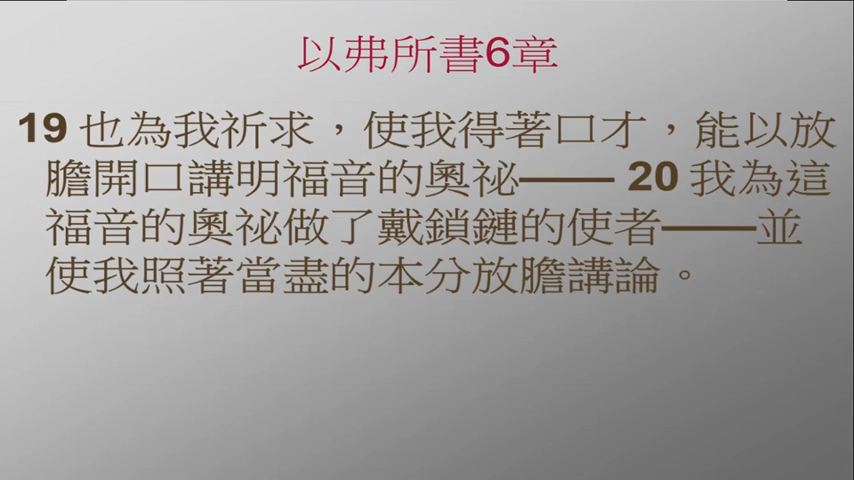 以弗所書6章
19 也為我祈求，使我得著口才，能以放
膽開口講明福音的奧祕—— 20 我為這
福音的奧祕做了戴鎖鏈的使者——並
使我照著當盡的本分放膽講論。